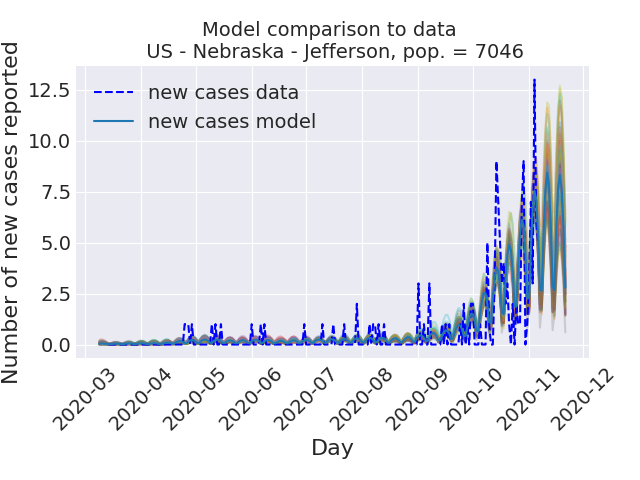 Model comparison to data
US - Nebraska - Jefferson, pop. = 7046
Number of new cases reported
12.5
10.0
7.5
5.0
2.5
0.0
new cases data
new cases model
2020-03
2020-04
2020-05
2020-06
2020-07
2020-08
2020-09
2020-10
2020-11
2020-12
Day